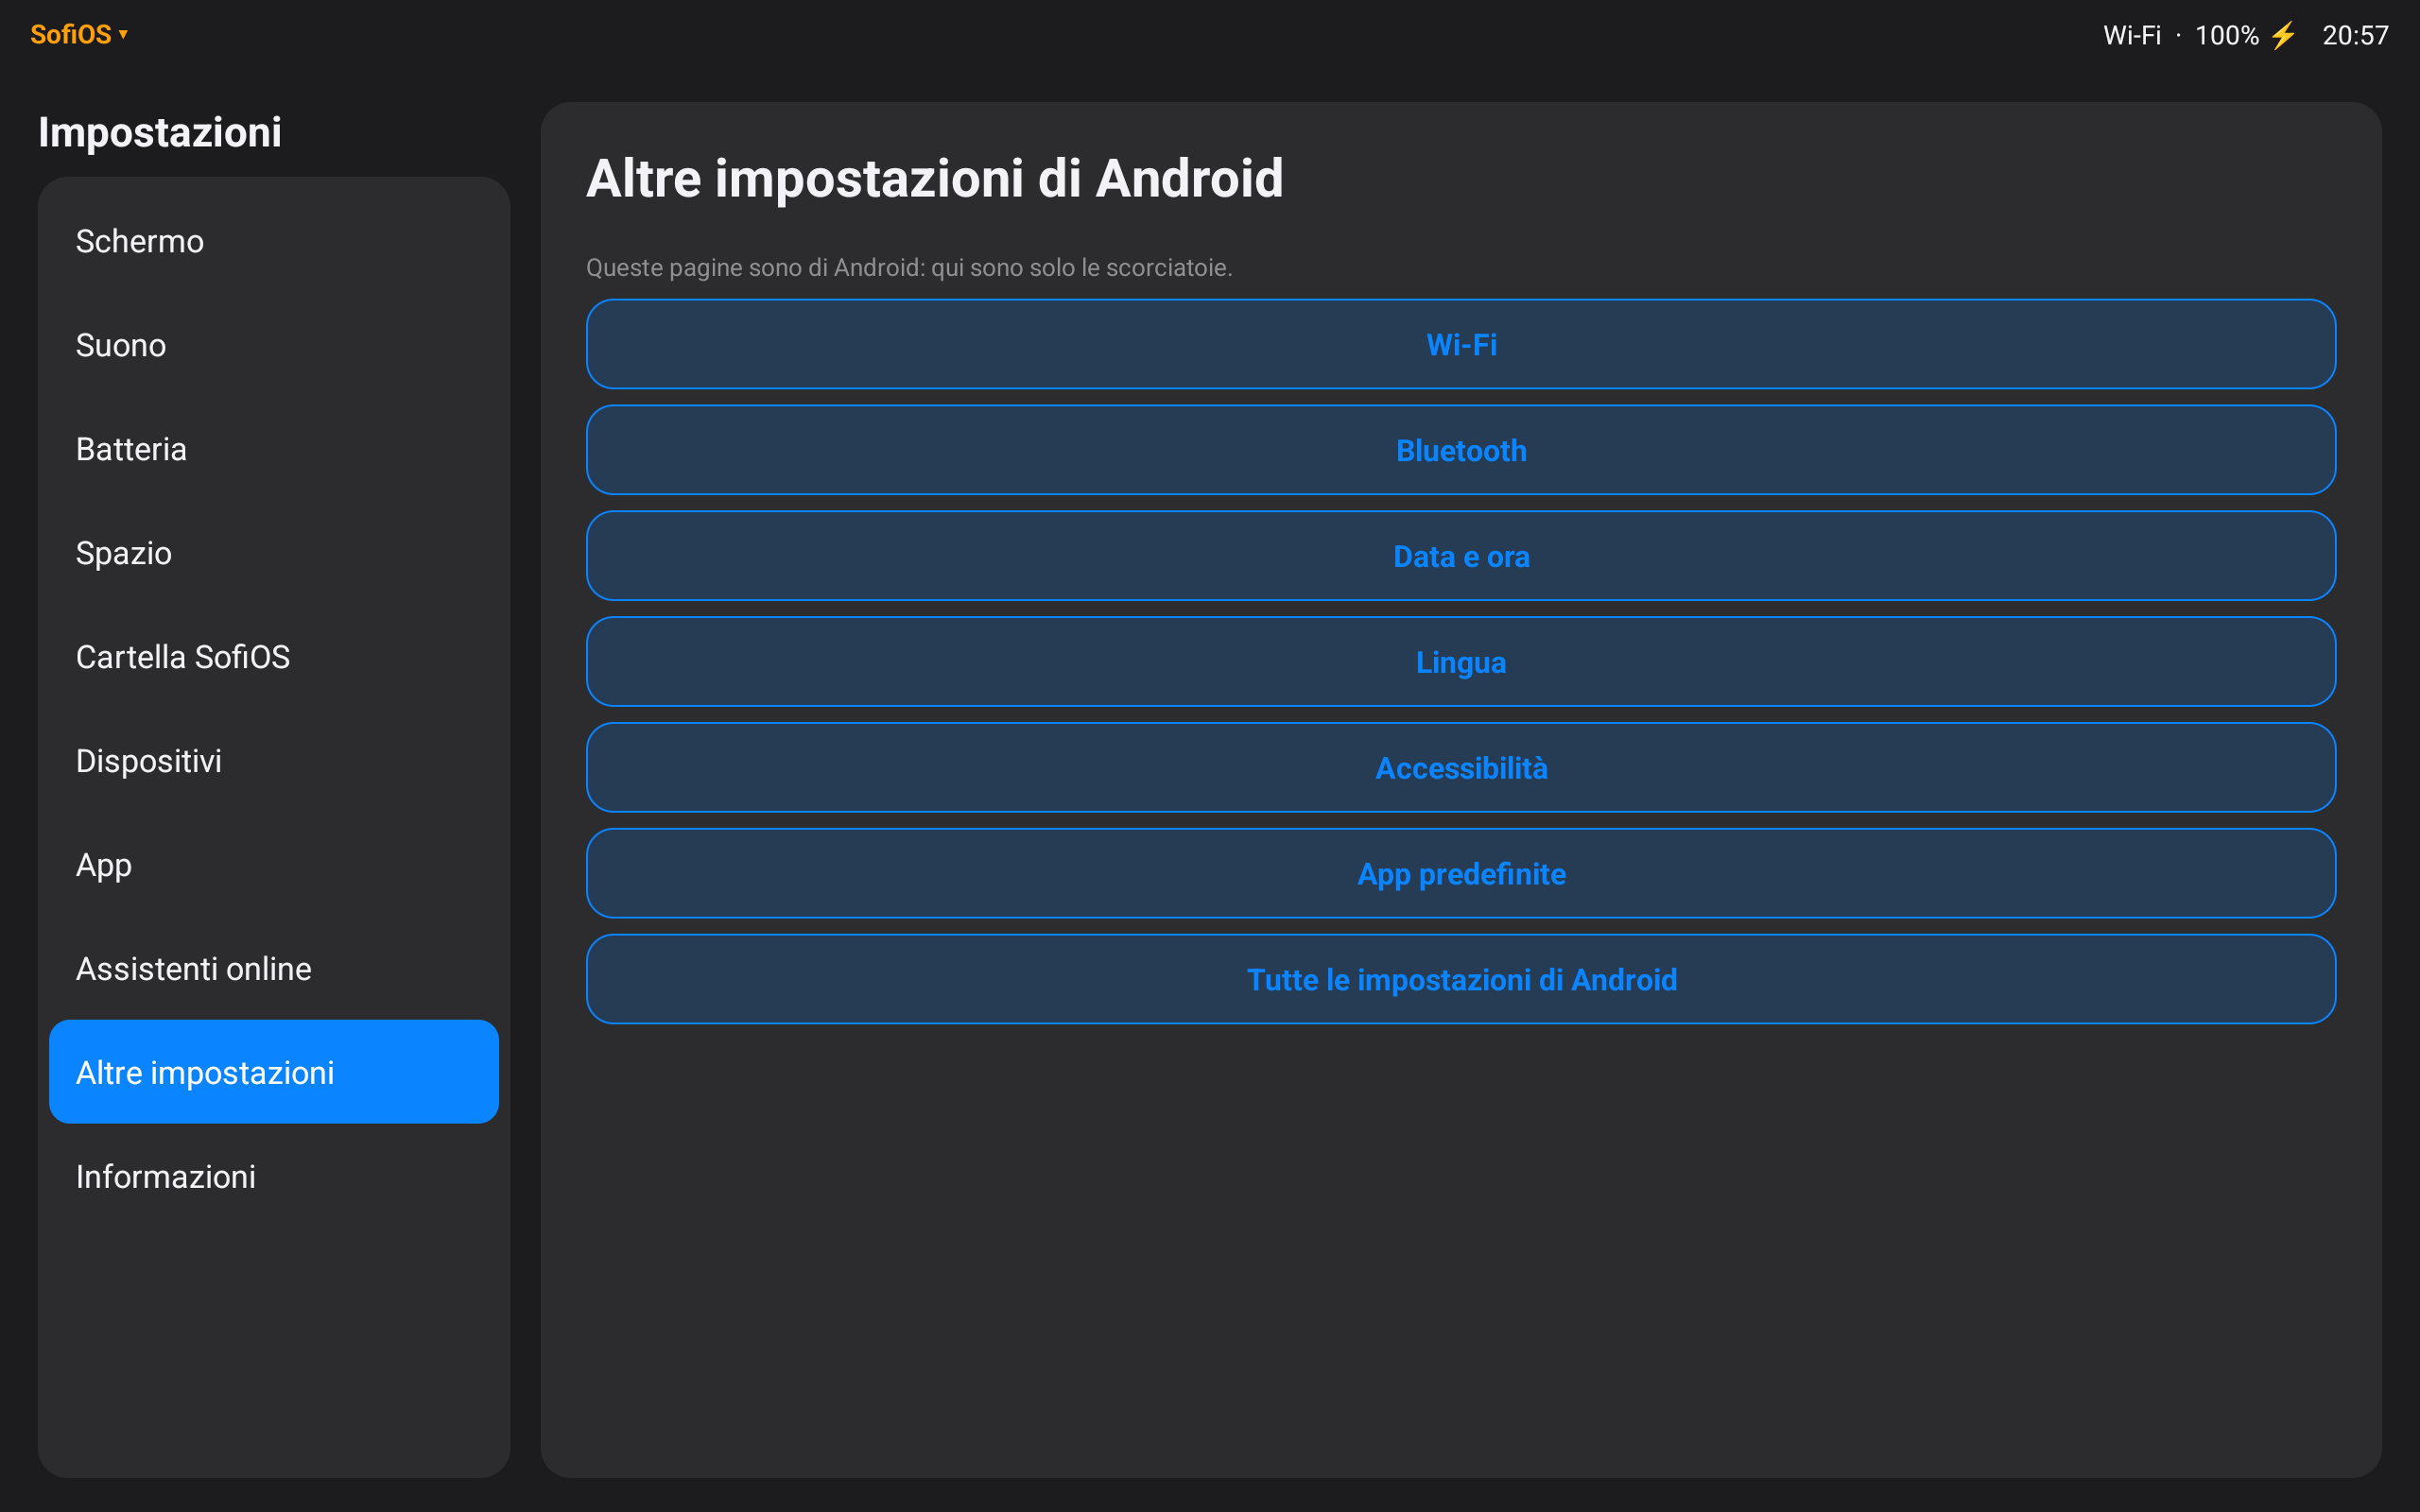 SofiOS ▾
Wi-Fi · 100% ⚡ 20:57
Impostazioni
Schermo
Suono
Batteria
Spazio
Cartella SofiOS
Dispositivi
App
Assistenti online
Altre impostazioni
Informazioni
Altre impostazioni di Android
Queste pagine sono di Android: qui sono solo le scorciatoie.
Wi-Fi
Bluetooth
Data e ora
Lingua
Accessibilità
App predefinite
Tutte le impostazioni di Android